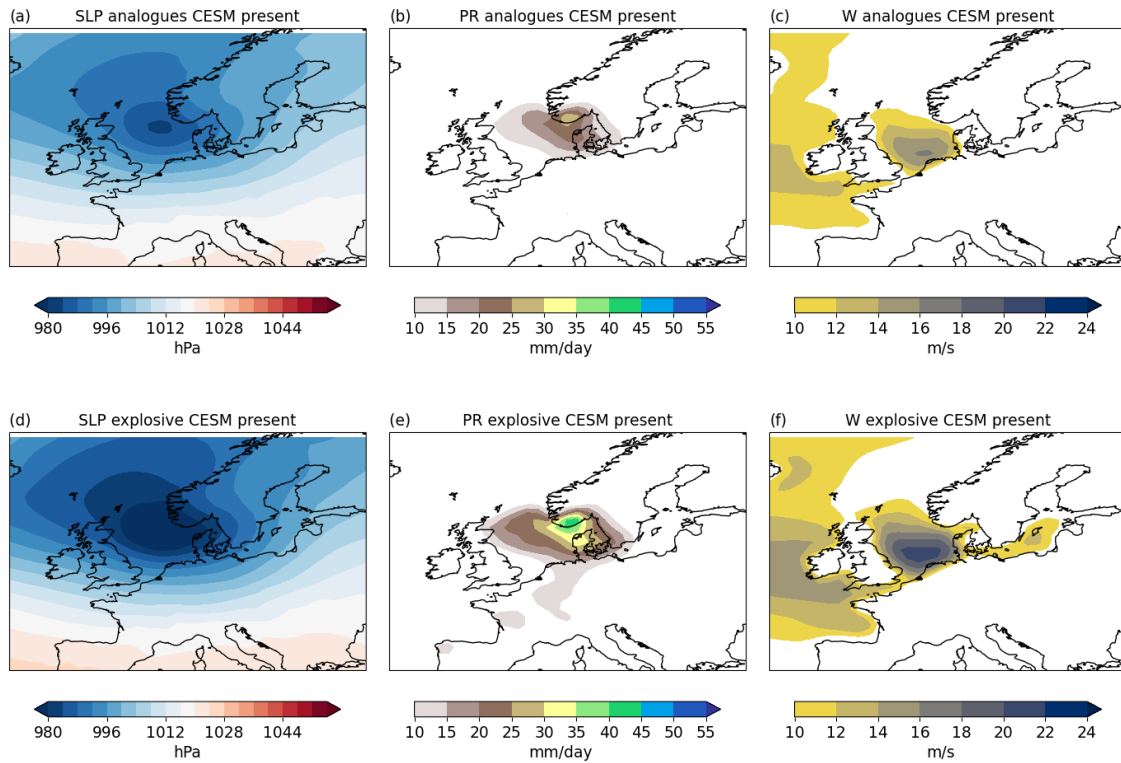 (a) SLP analogues CESM present
(b) PR analogues CESM present
(c) W analogues CESM present
980 996 1012 1028 1044
hPa
10 15 20 25 30 35 40 45 50 55
mm/day
10 12 14 16 18 20 22 24
m/s
(d) SLP explosive CESM present
(e) PR explosive CESM present
(f) W explosive CESM present
980 996 1012 1028 1044
hPa
10 15 20 25 30 35 40 45 50 55
mm/day
10 12 14 16 18 20 22 24
m/s